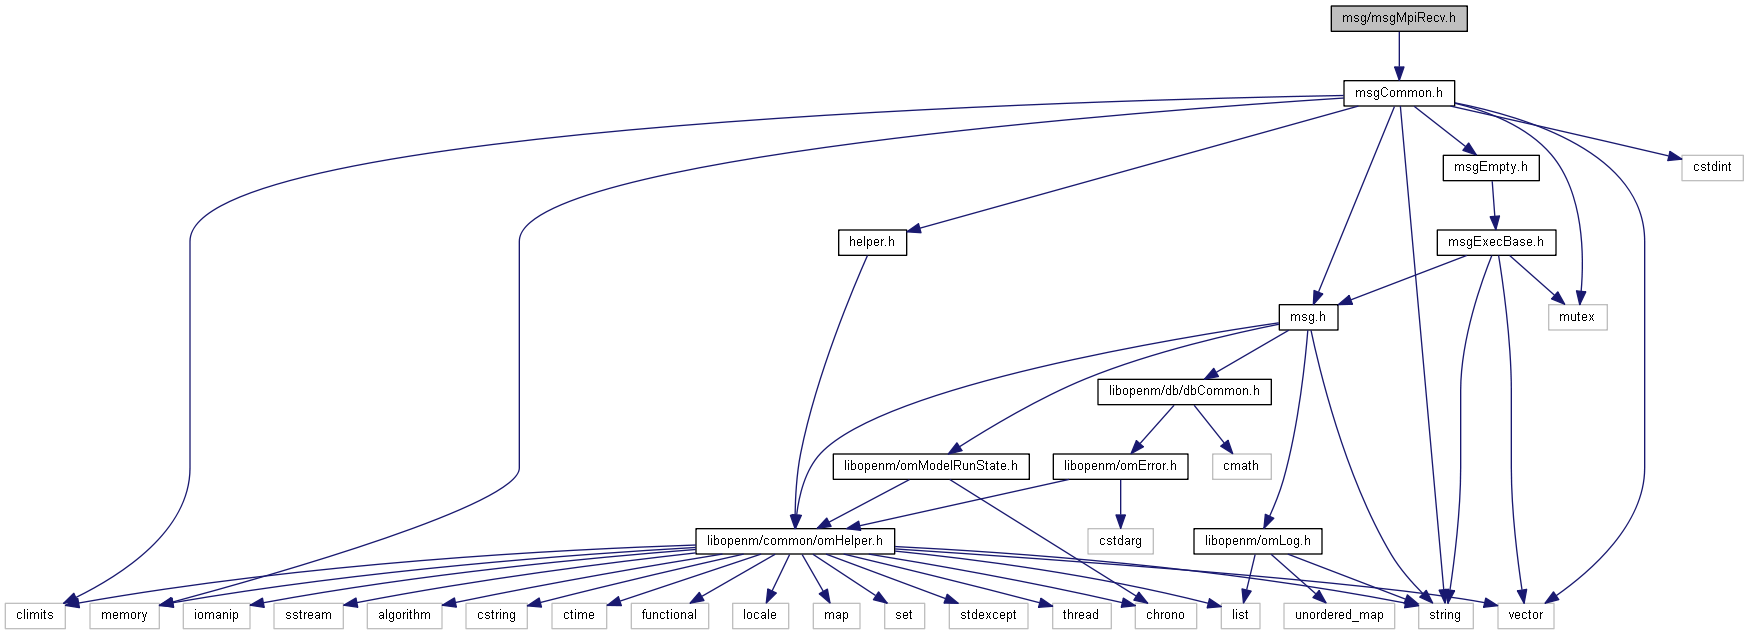 msg/msgMpiRecv.h
msgCommon.h
msgEmpty.h
cstdint
helper.h
msgExecBase.h
msg.h
mutex
libopenm/db/dbCommon.h
libopenm/omModelRunState.h
libopenm/omError.h
cmath
libopenm/common/omHelper.h
cstdarg
libopenm/omLog.h
climits
memory
iomanip
sstream
algorithm
cstring
ctime
functional
locale
map
set
stdexcept
thread
chrono
list
unordered_map
string
vector